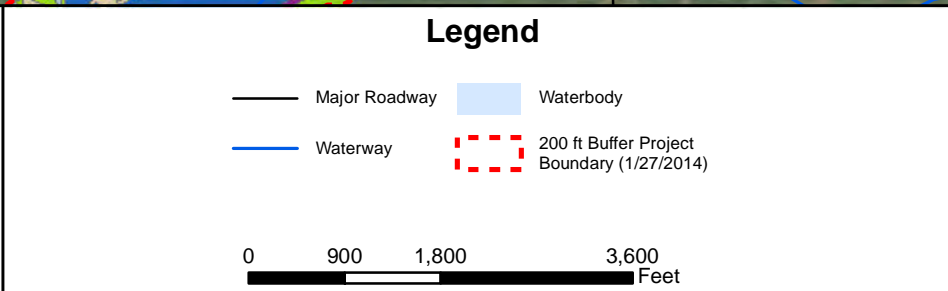 Legend
Major Roadway
Waterbody
Waterway
200 ft Buffer Project
Boundary (1/27/2014)
0 900 1,800 3,600
Feet